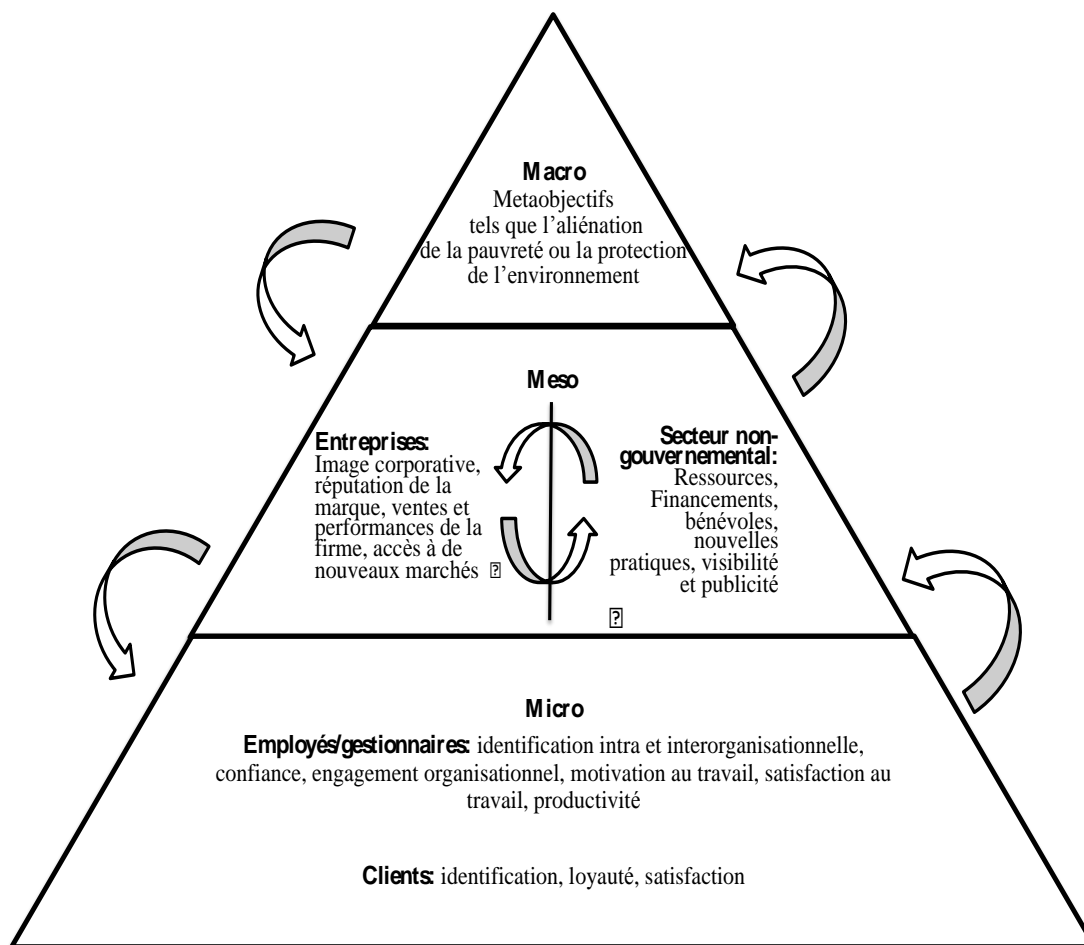 Macro
Metaobjectifs
tels que l'aliénation
de la pauvreté ou la protection
de l'environnement
Meso
Entreprises:
Image corporative,
réputation de la
marque, ventes et
performances de la
firme, accès à de
nouveaux marchés
Secteur non-
gouvernemental:
Ressources,
Financements,
bénévoles,
nouvelles
pratiques, visibilité
et publicité
Micro
Employés/gestionnaires: identification intra et interorganisationnelle,
confiance, engagement organisationnel, motivation au travail, satisfaction au
travail, productivité
Clients: identification, loyauté, satisfaction